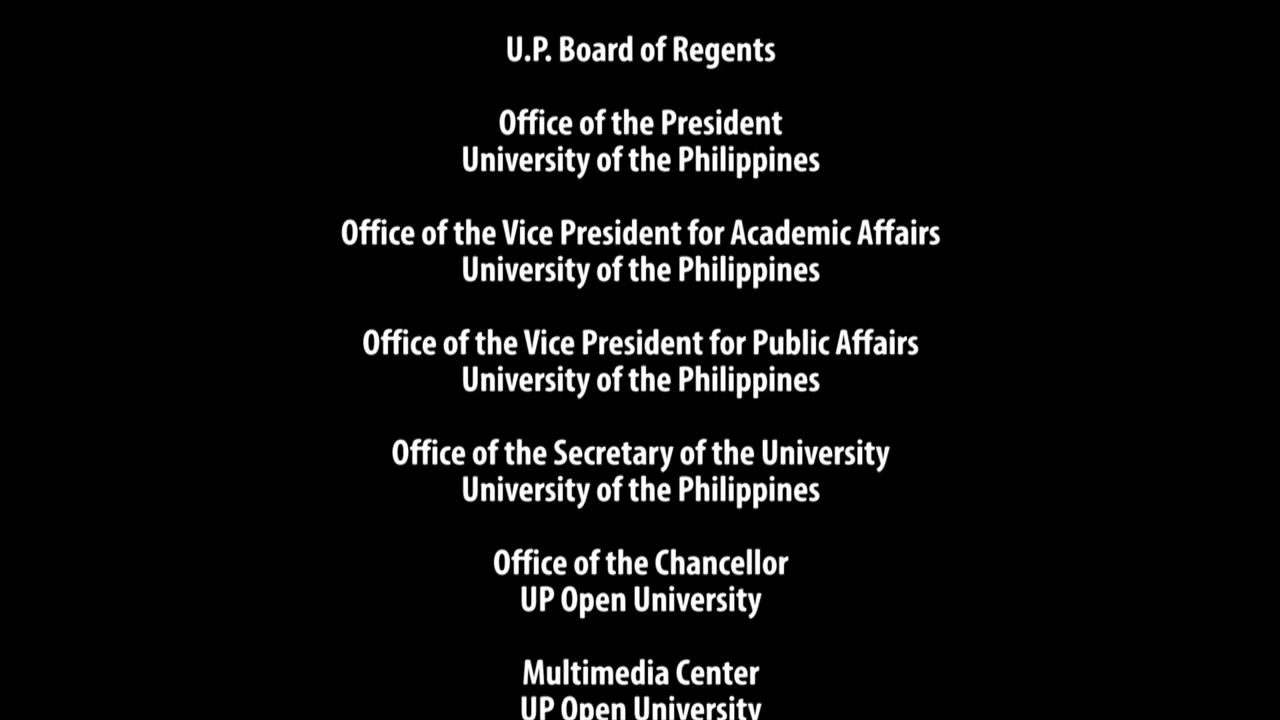 U.P. Board of Regents
Office of the President
University of the Philippines
Office of the Vice President for Academic Affairs
University of the Philippines
Office of the Vice President for Public Affairs
University of the Philippines
Office of the Secretary of the University
University of the Philippines
Office of the Chancellor
UP Open University
Multimedia Center
UP Open University